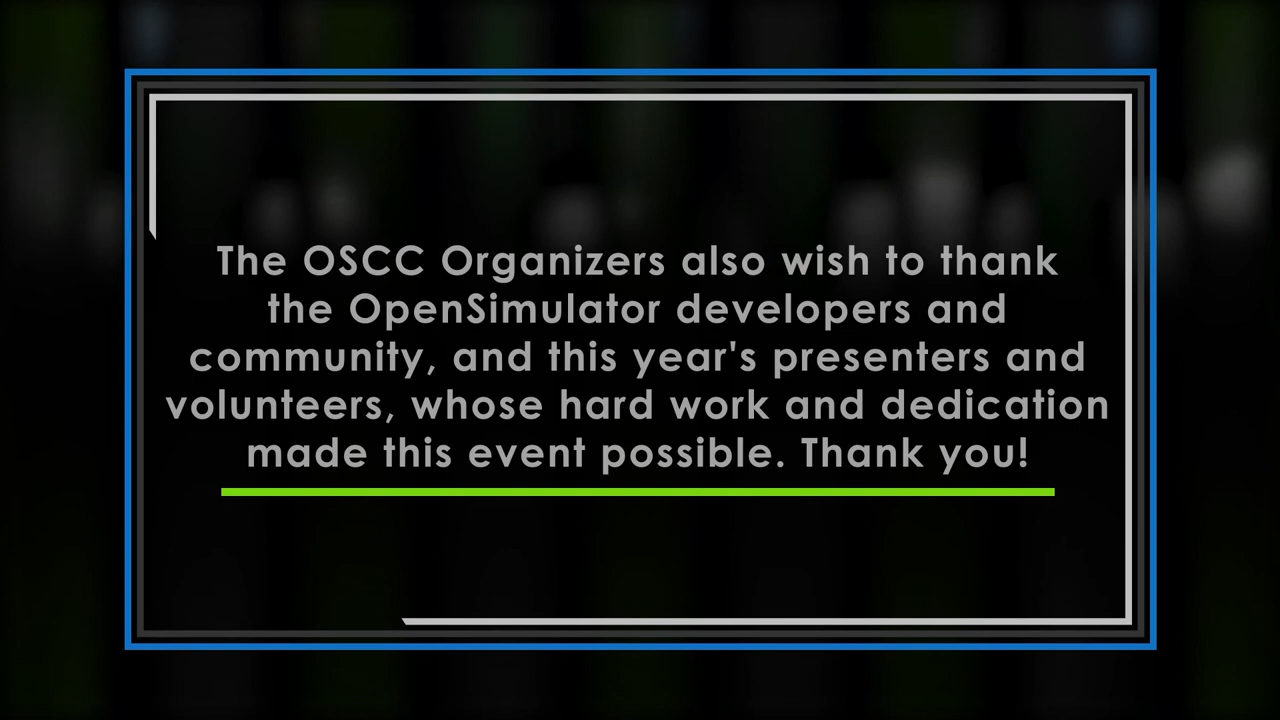 The OSCC Organizers also wish to thank
the OpenSimulator developers and
community, and this year's presenters and
volunteers, whose hard work and dedication
made this event possible. Thank you!